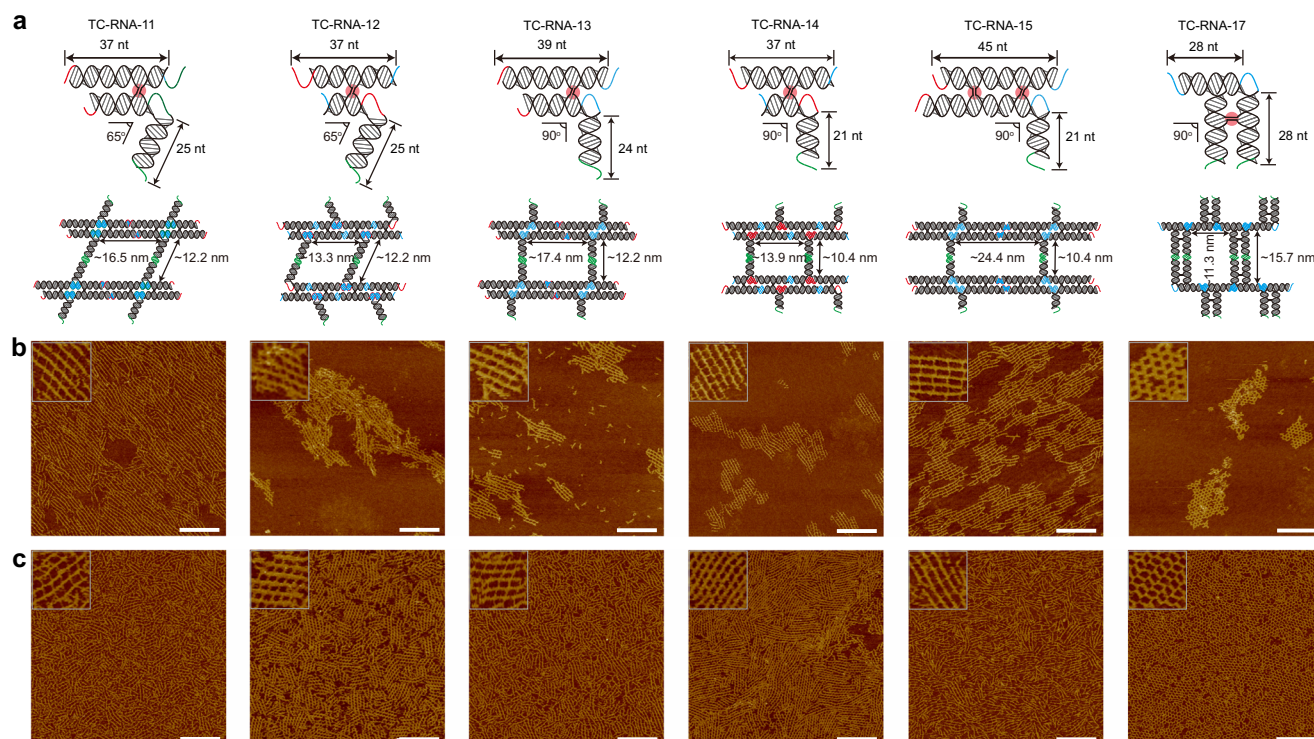 a
TC-RNA-11
TC-RNA-12
TC-RNA-13
TC-RNA-14
TC-RNA-15
TC-RNA-17
37 nt
37 nt
39 nt
37 nt
45 nt
28 nt
65°
25 nt
65°
25 nt
90°
24 nt
90°
21 nt
90°
21 nt
90°
28 nt
~16.5 nm
~12.2 nm
~13.3 nm
~12.2 nm
~17.4 nm
~12.2 nm
~13.9 nm
~10.4 nm
~24.4 nm
~10.4 nm
~11.3 nm
~15.7 nm
b
c